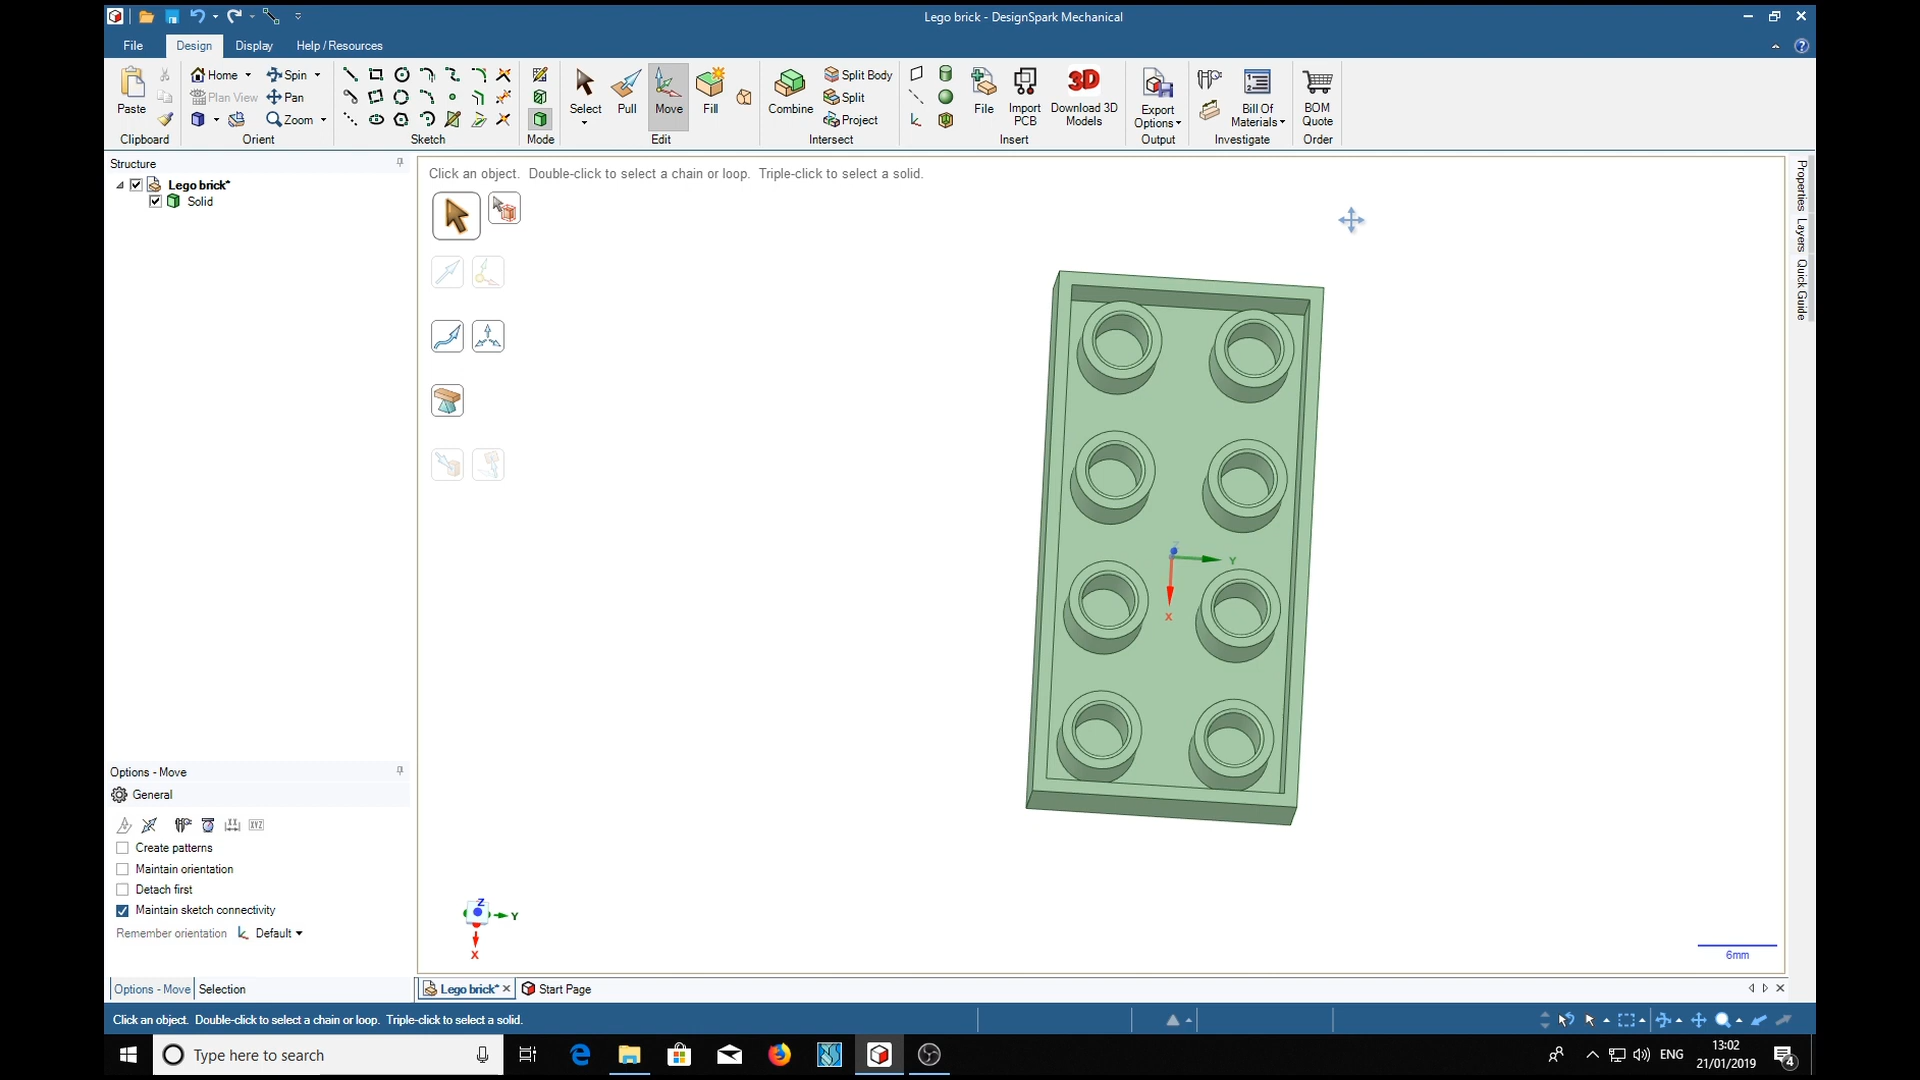 Lego brick - DesignSpark Mechanical
File Design Display Help / Resources
Paste
Home Spin
Plan View Pan
Zoom
Select Pull Move Fill
Combine
Split Body
Split
Project
File Import PCB Download 3D Models
3D
Export Options
Bill Of Materials
BOM Quote
Clipboard Orient Sketch Mode Edit Intersect Insert Output Investigate Order
Structure
Lego brick*
Solid
Click an object. Double-click to select a chain or loop. Triple-click to select a solid.
Properties
Layers
Quick Guide
Z
Y
X
Options - Move
General
XYZ
Create patterns
Maintain orientation
Detach first
Maintain sketch connectivity
Remember orientation Default
Z
Y
X
6mm
Options - Move Selection
Lego brick* Start Page
Click an object. Double-click to select a chain or loop. Triple-click to select a solid.
Type here to search
ENG
13:02
21/01/2019
4